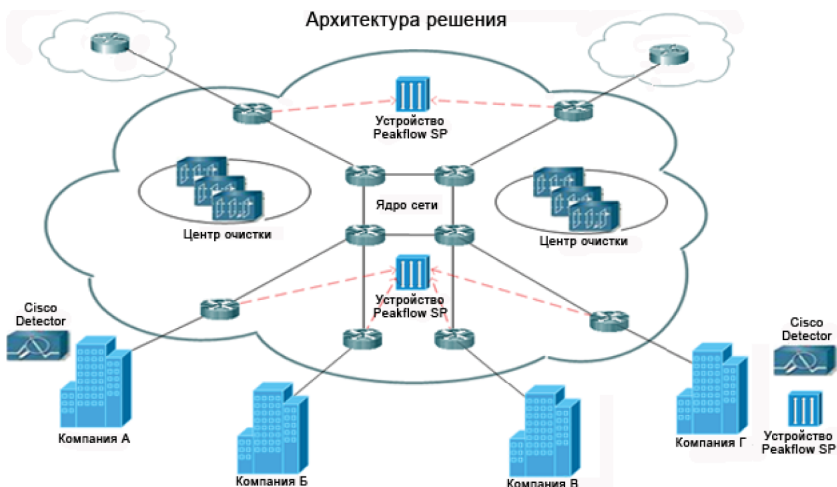 Архитектура решения
Устройство
Peakflow SP
Ядро сети
Центр очистки
Центр очистки
Устройство
Peakflow SP
Cisco
Detector
Cisco
Detector
Компания А
Компания Б
Компания В
Компания Г
Устройство
Peakflow SP